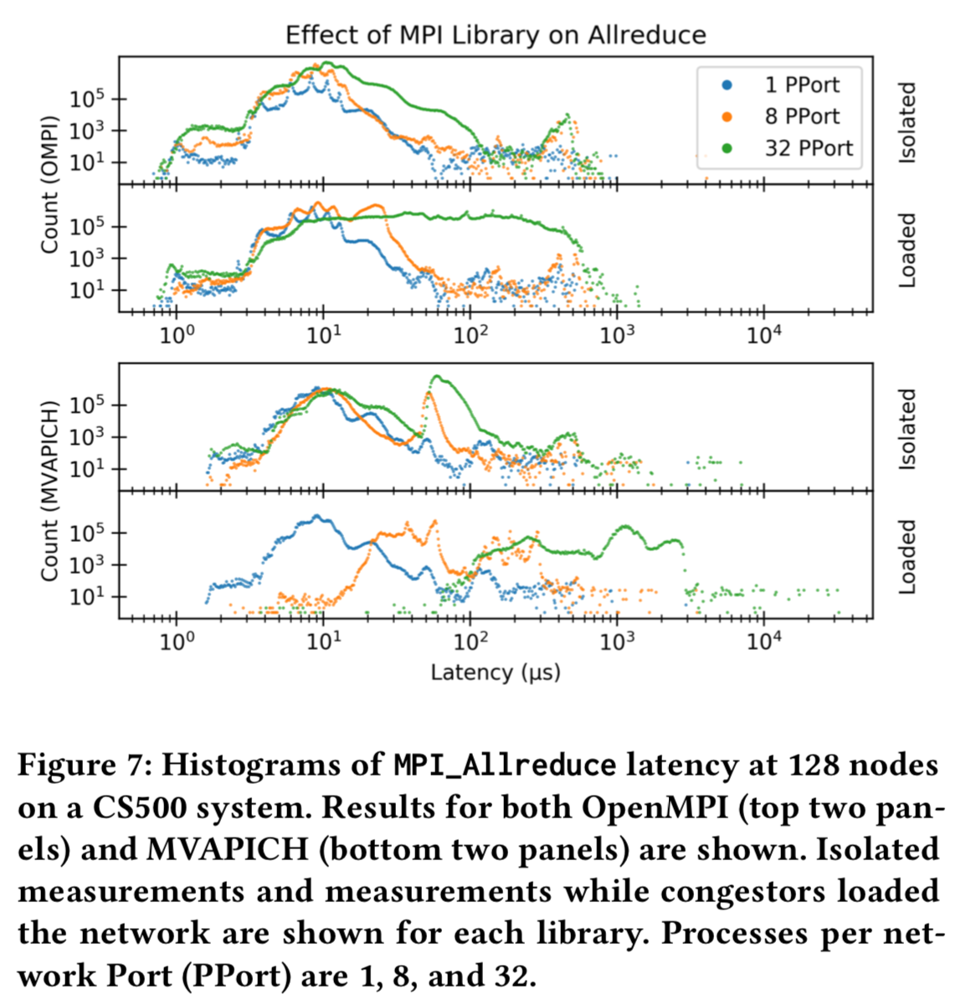 Effect of MPI Library on Allreduce
Count (OMPI)
10^5
10^3
10^1
1 PPort
8 PPort
32 PPort
Isolated
10^5
10^3
10^1
Loaded
10^0 10^1 10^2 10^3 10^4
Count (MVAPICH)
10^5
10^3
10^1
Isolated
10^5
10^3
10^1
Loaded
10^0 10^1 10^2 10^3 10^4
Latency (µs)
Figure 7: Histograms of MPI_Allreduce latency at 128 nodes
on a CS500 system. Results for both OpenMPI (top two pan-
els) and MVAPICH (bottom two panels) are shown. Isolated
measurements and measurements while congestors loaded
the network are shown for each library. Processes per net-
work Port (PPort) are 1, 8, and 32.